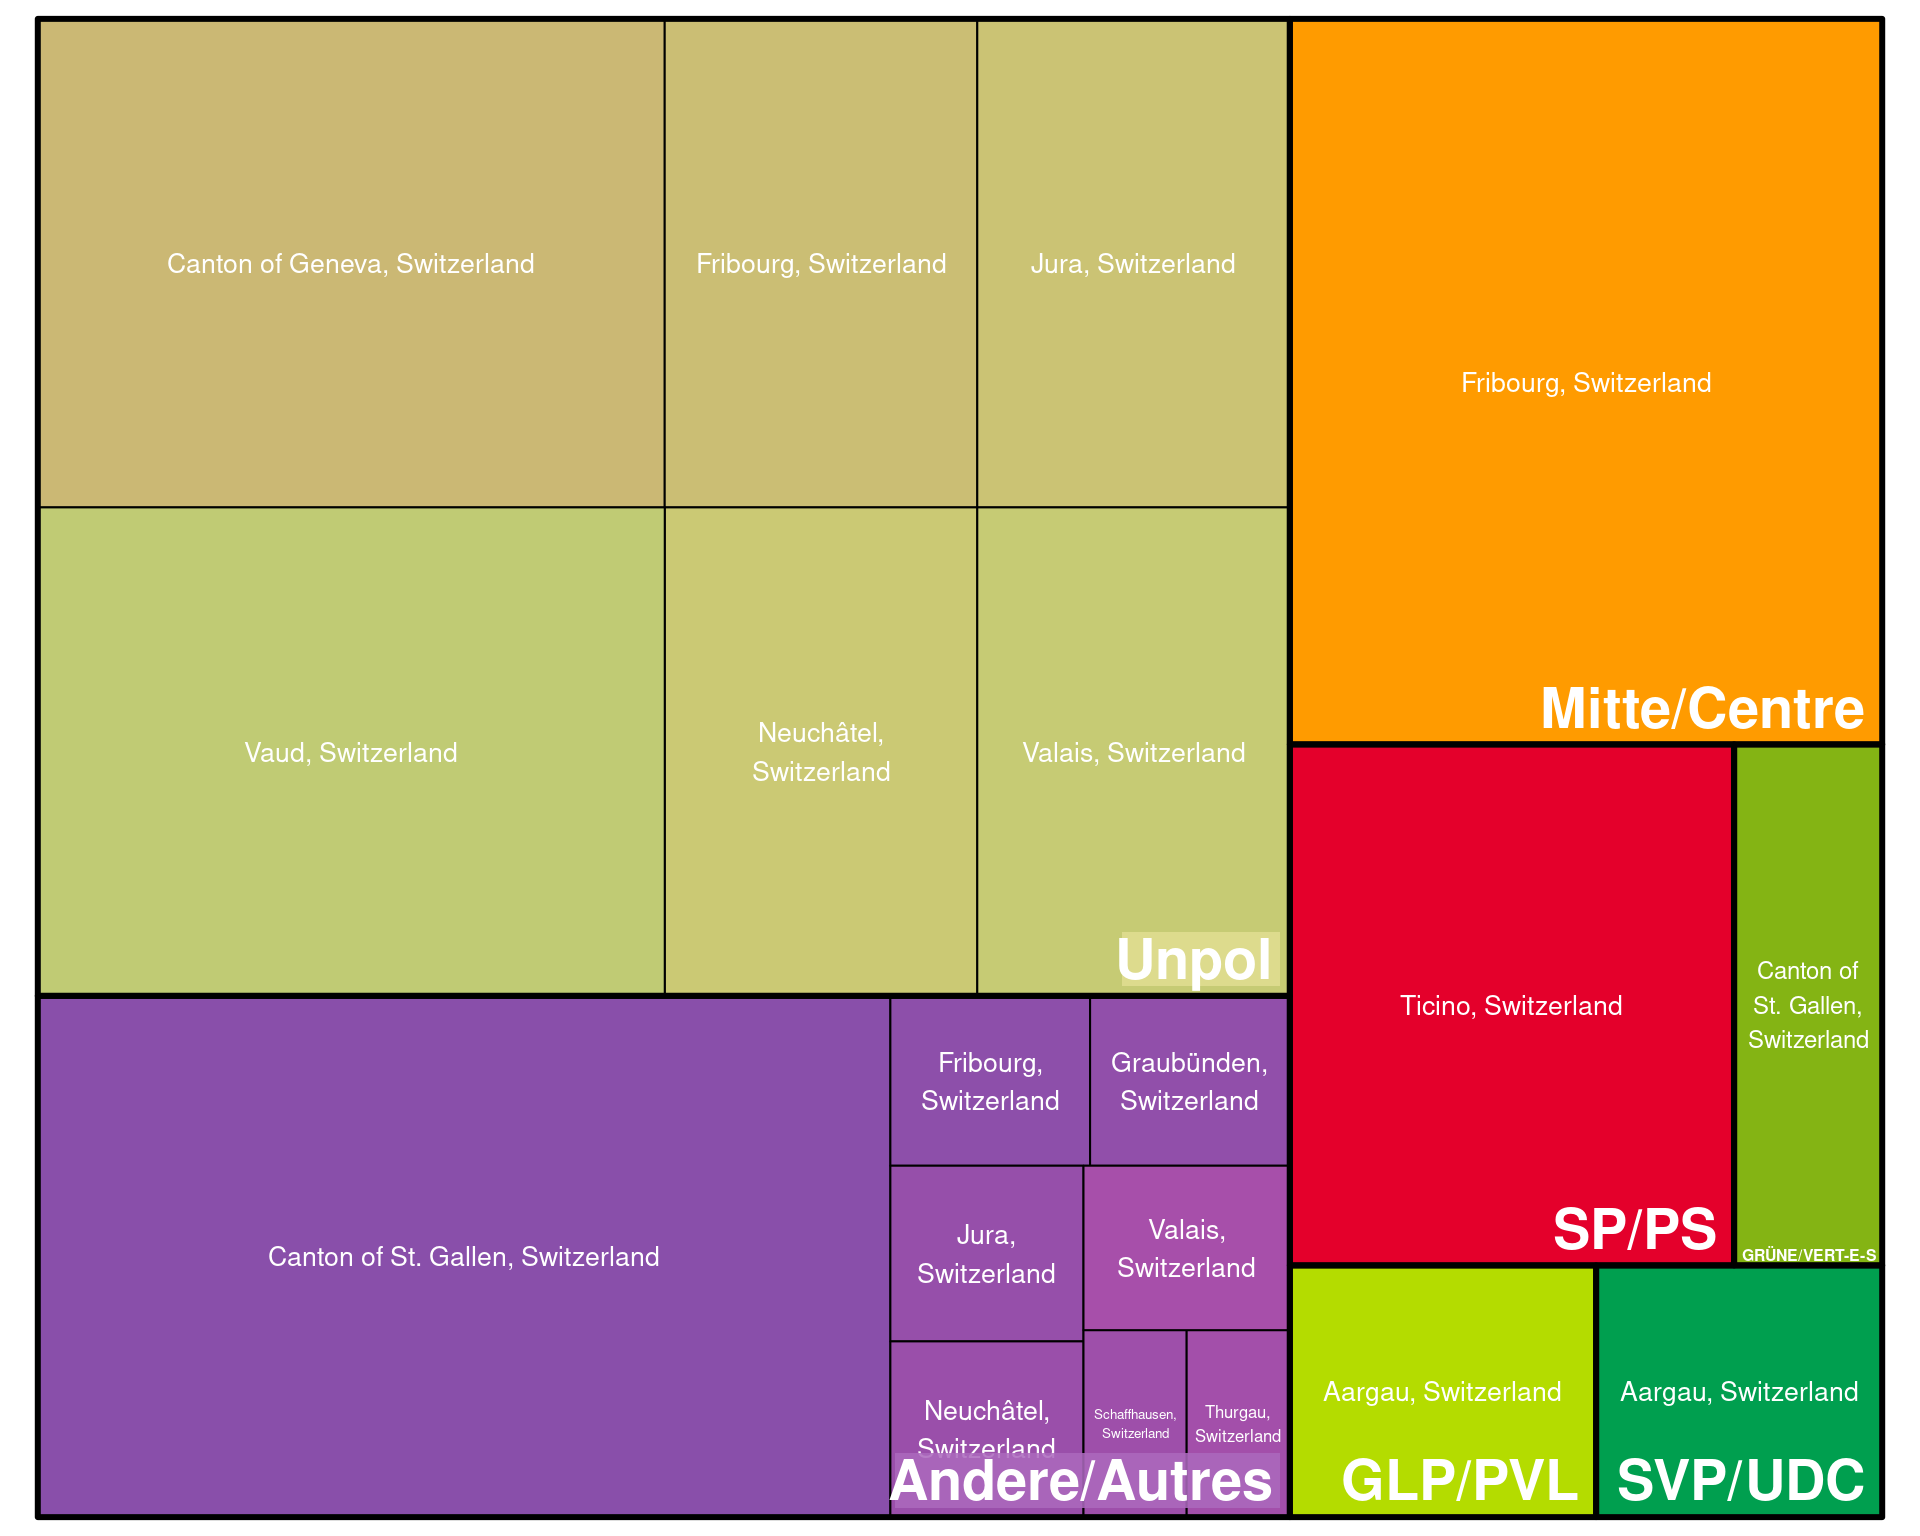 Canton of Geneva, Switzerland
Fribourg, Switzerland
Jura, Switzerland
Vaud, Switzerland
Neuchâtel,
Switzerland
Valais, Switzerland
Unpol
Canton of St. Gallen, Switzerland
Fribourg,
Switzerland
Graubünden,
Switzerland
Jura,
Switzerland
Valais,
Switzerland
Neuchâtel,
Switzerland
Schaffhausen,
Switzerland
Thurgau,
Switzerland
Andere/Autres
Fribourg, Switzerland
Mitte/Centre
Ticino, Switzerland
SP/PS
Canton of
St. Gallen,
Switzerland
GRÜNE/VERT-E-S
Aargau, Switzerland
GLP/PVL
Aargau, Switzerland
SVP/UDC